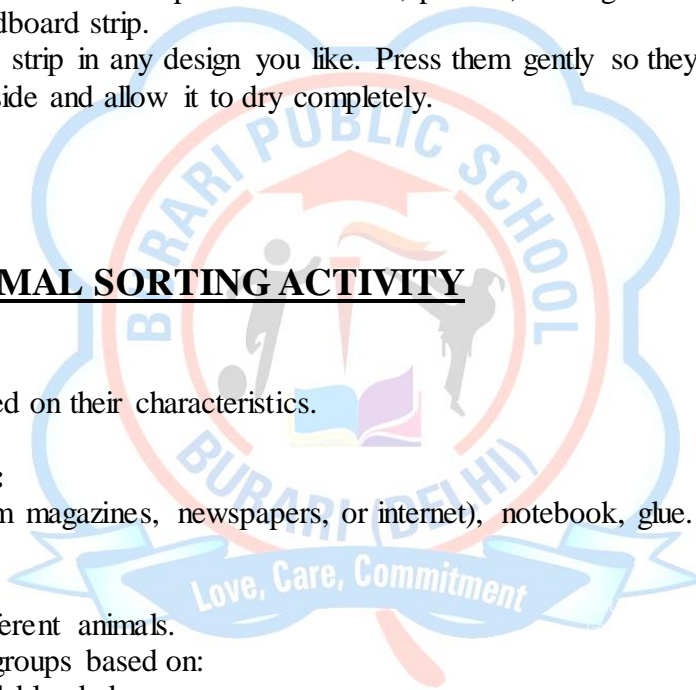 dboard strip.
strip in any design you like. Press them gently so they
side and allow it to dry completely.
BURARI PUBLIC SCHOOL
MAL SORTING ACTIVITY
ed on their characteristics.
:
m magazines, newspapers, or internet), notebook, glue.
BURARI (DELHI)
Love, Care, Commitment
erent animals.
groups based on: